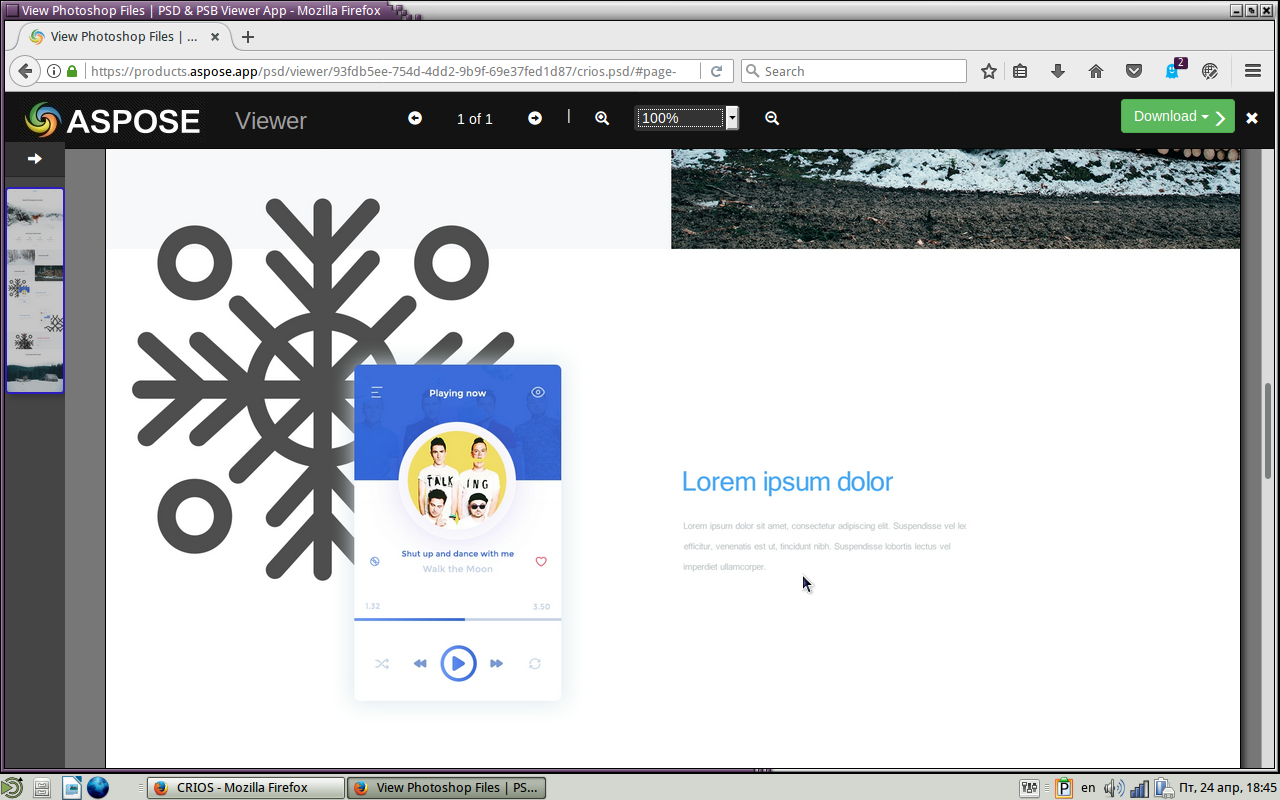 View Photoshop Files | PSD & PSB Viewer App - Mozilla Firefox
View Photoshop Files | ...
https://products.aspose.app/psd/viewer/93fdb5ee-754d-4dd2-9b9f-69e37fed1d87/crios.psd/#page-
Search
2
ASPOSE Viewer
1 of 1
100%
Download
Playing now
TALK ING
Shut up and dance with me
Walk the Moon
1.32
3.50
Lorem ipsum dolor
Lorem ipsum dolor sit amet, consectetur adipiscing elit. Suspendisse vel
efficitur, venenatis est ut, tincidunt nibh. Suspendisse lobortis lectus vel
imperdiet ullamcorper.
CRIOS - Mozilla Firefox
View Photoshop Files | PS...
en
Пт, 24 апр, 18:45